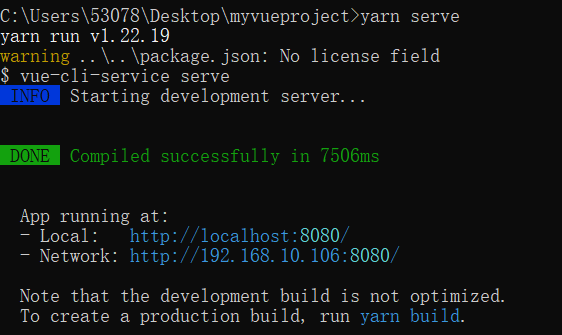 C:\Users\53078\Desktop\myvueproject>yarn serve
yarn run v1.22.19
warning ..\..\package.json: No license field
$ vue-cli-service serve
INFO  Starting development server...
DONE  Compiled successfully in 7506ms
App running at:
- Local:   http://localhost:8080/
- Network: http://192.168.10.106:8080/
Note that the development build is not optimized.
To create a production build, run yarn build.